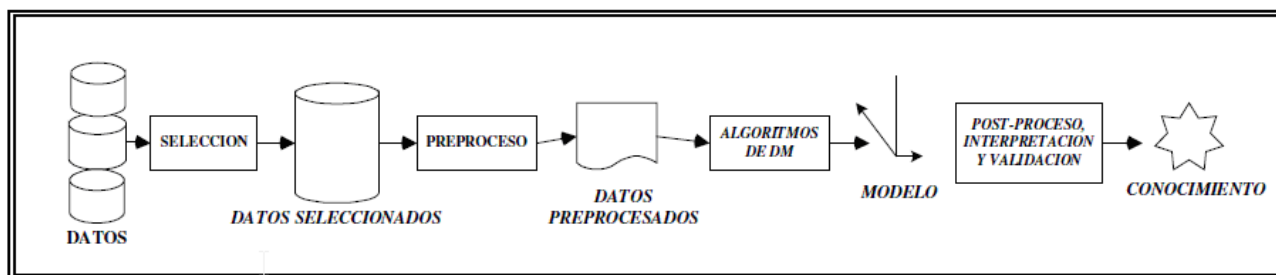 DATOS
SELECCION
DATOS SELECCIONADOS
PREPROCESO
DATOS
PREPROCESADOS
ALGORITMOS
DE DM
MODELO
POST-PROCESO,
INTERPRETACION
Y VALIDACION
CONOCIMIENTO